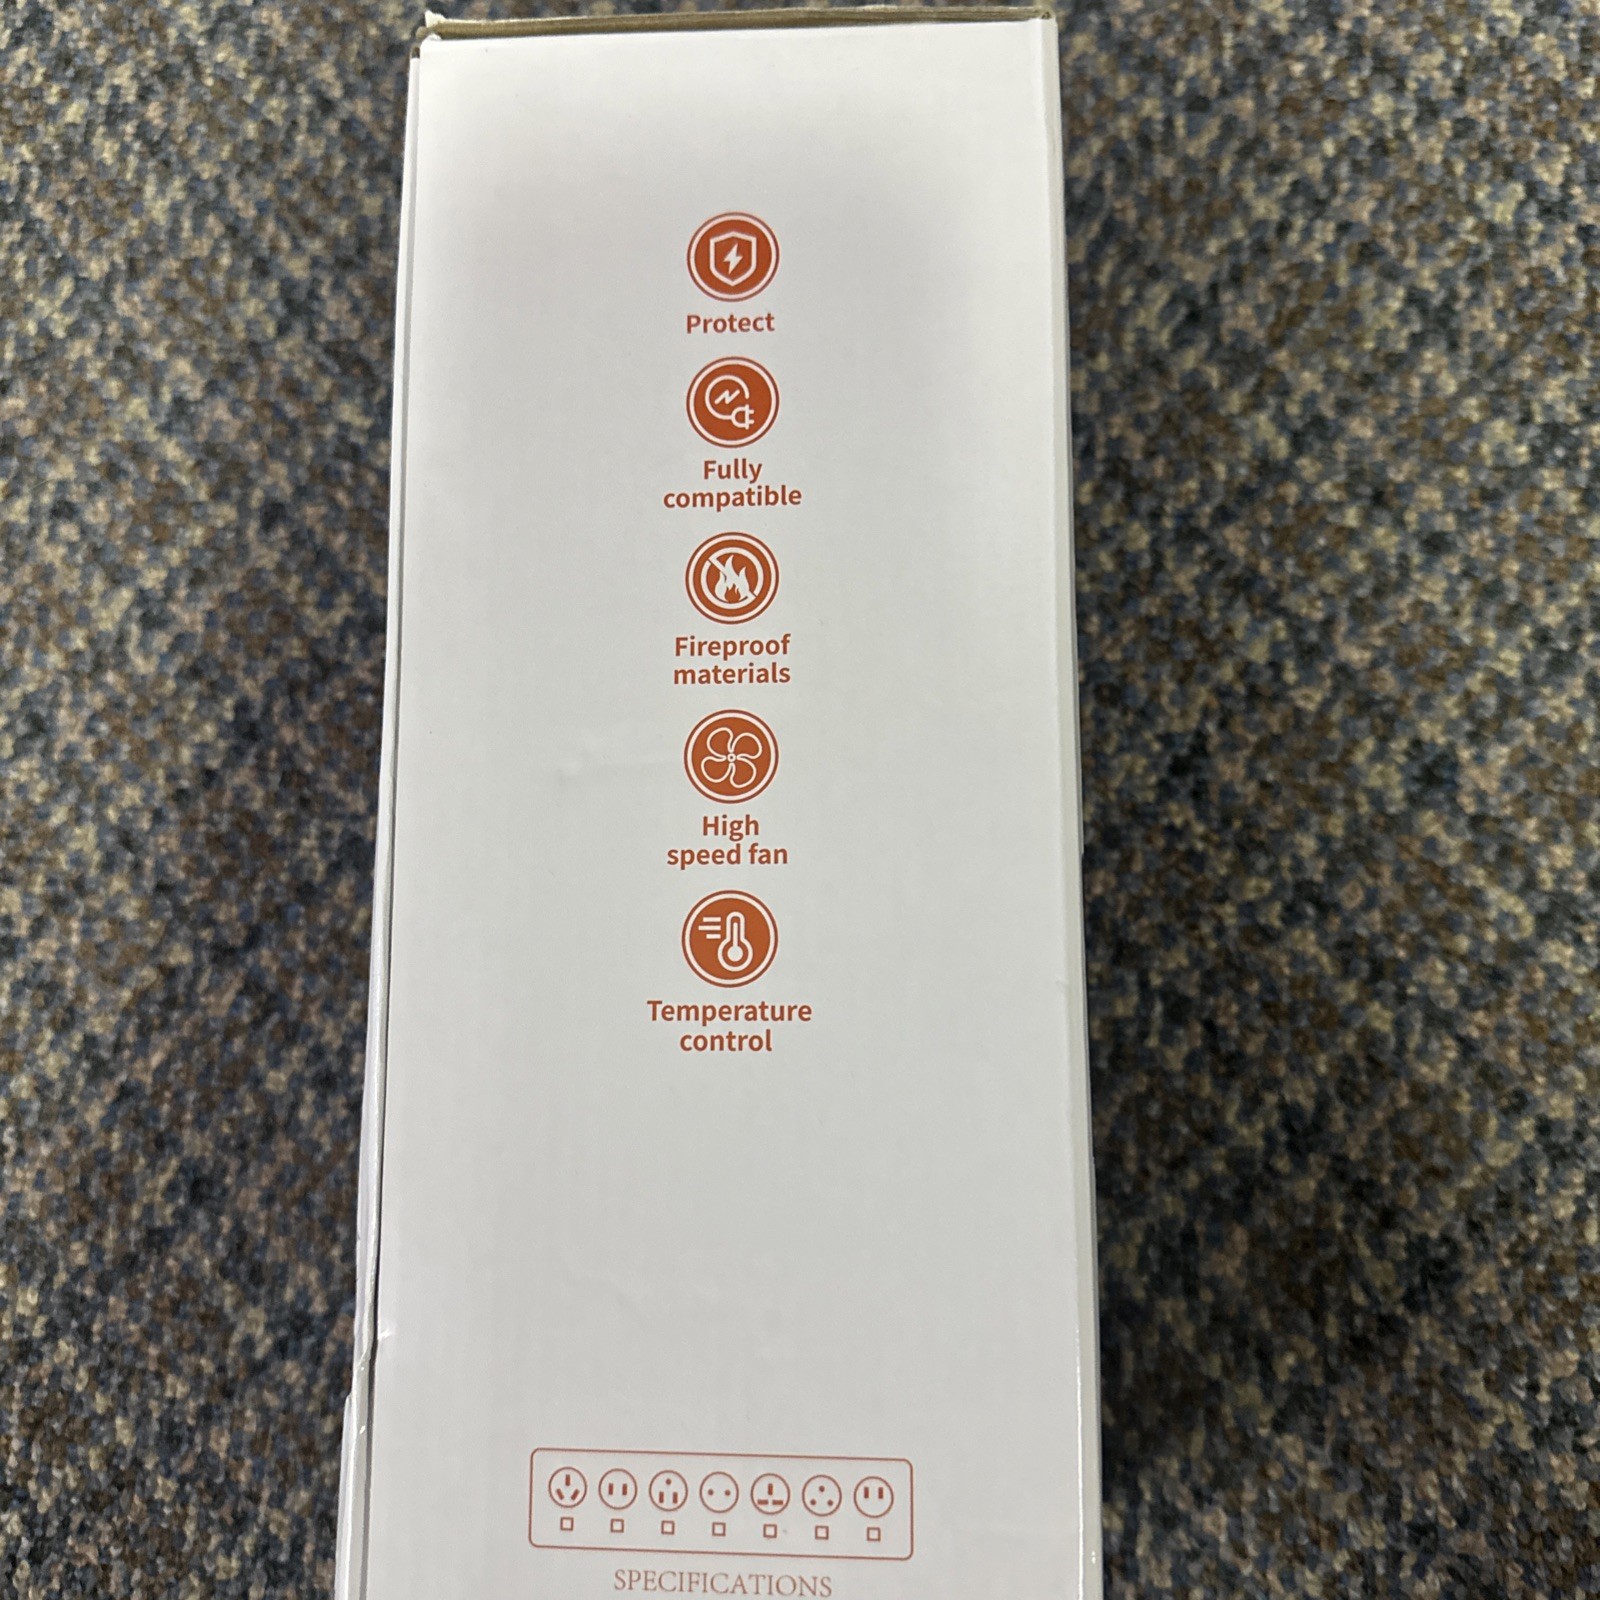 Protect
Fully
compatible
Fireproof
materials
High
speed fan
Temperature
control
SPECIFICATIONS